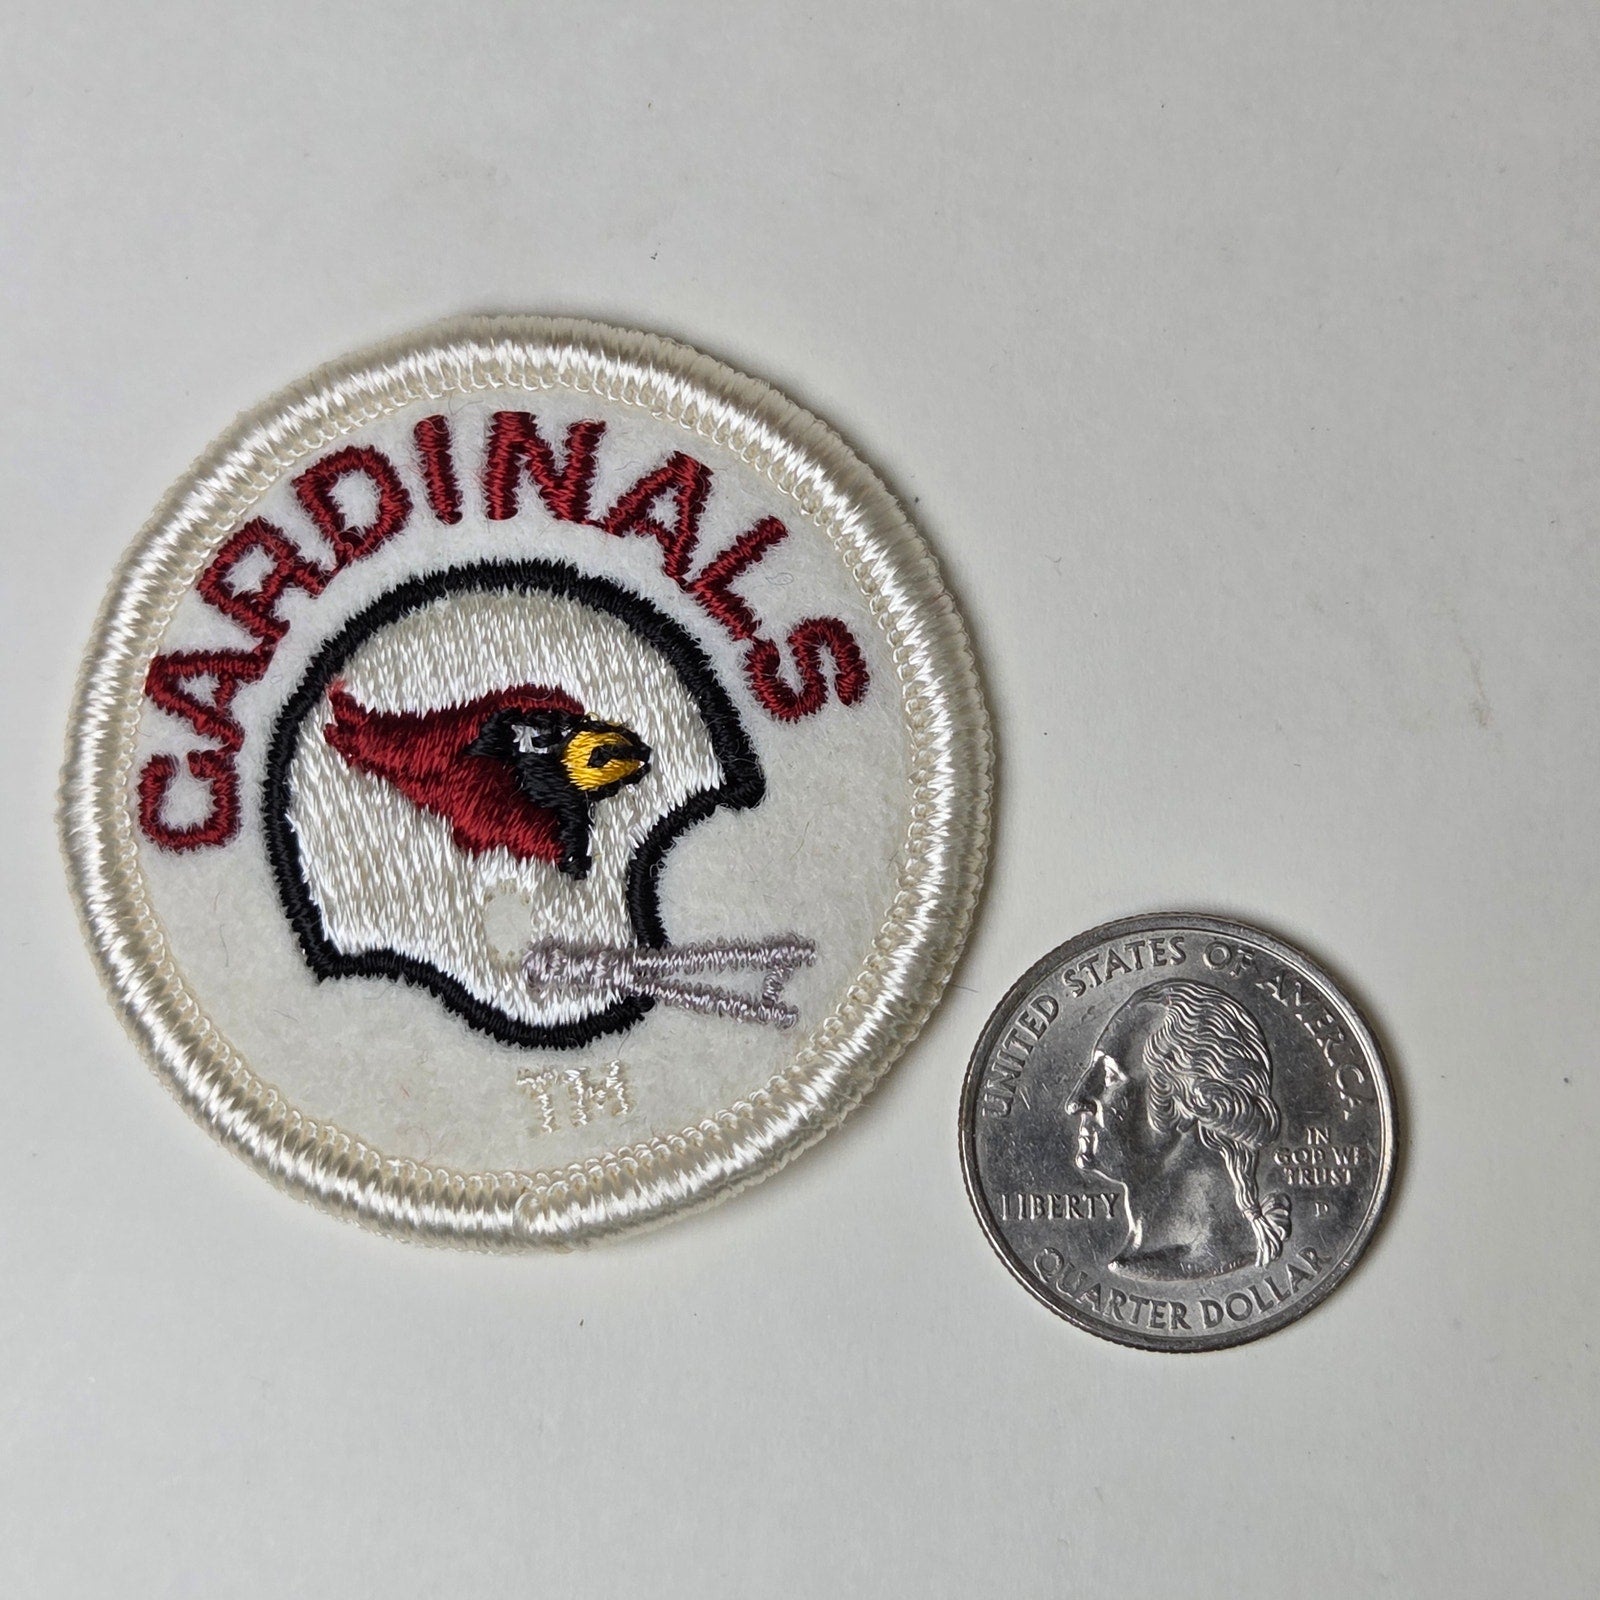 CARDINALS
TM
UNITED STATES OF AMERICA
IN
GOD WE
TRUST
LIBERTY
D
QUARTER DOLLAR